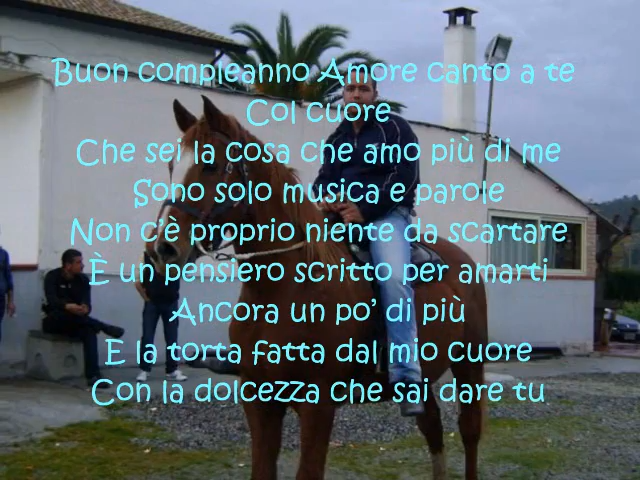 Buon compleanno Amore canto a te
Col cuore
Che sei la cosa che amo più di me
Sono solo musica e parole
Non c'è proprio niente da scartare
È un pensiero scritto per amarti
Ancora un po' di più
E la torta fatta dal mio cuore
Con la dolcezza che sai dare tu